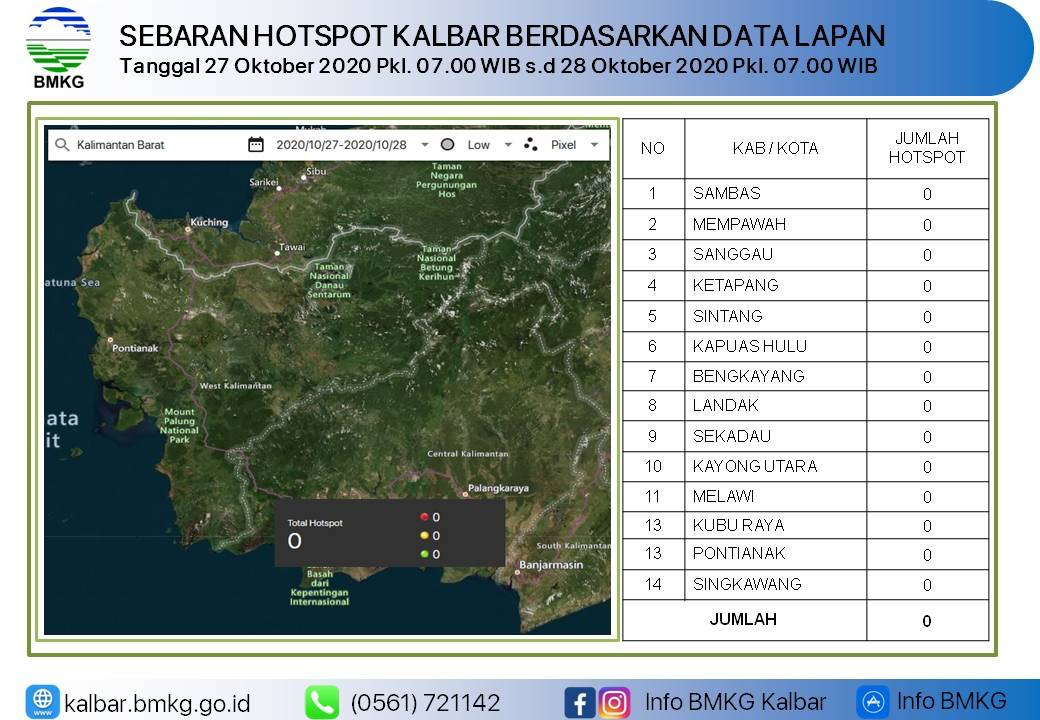 BMKG
SEBARAN HOTSPOT KALBAR BERDASARKAN DATA LAPAN
Tanggal 27 Oktober 2020 Pkl. 07.00 WIB s.d 28 Oktober 2020 Pkl. 07.00 WIB
Kalimantan Barat 2020/10/27-2020/10/28 Low Pixel
Sibu
Sarikei
Taman
Negara
Pergunungan
Hos
Kuching
Tawai
Taman
Nasional
Betung
Kerihun
Taman
Nasional
Danau
Sentarum
atuna Sea
Pontianak
West Kalimantan
Mount
Palung
National
Park
ata
it
Central Kalimantan
Palangkaraya
Total Hotspot
0
0
0
0
South Kalimantan
Banjarmasin
Basah
dari
Kepentingan
Internasional
NO KAB / KOTA JUMLAH HOTSPOT
1 SAMBAS 0
2 MEMPAWAH 0
3 SANGGAU 0
4 KETAPANG 0
5 SINTANG 0
6 KAPUAS HULU 0
7 BENGKAYANG 0
8 LANDAK 0
9 SEKADAU 0
10 KAYONG UTARA 0
11 MELAWI 0
13 KUBU RAYA 0
13 PONTIANAK 0
14 SINGKAWANG 0
JUMLAH 0
kalbar.bmkg.go.id (0561) 721142 Info BMKG Kalbar Info BMKG